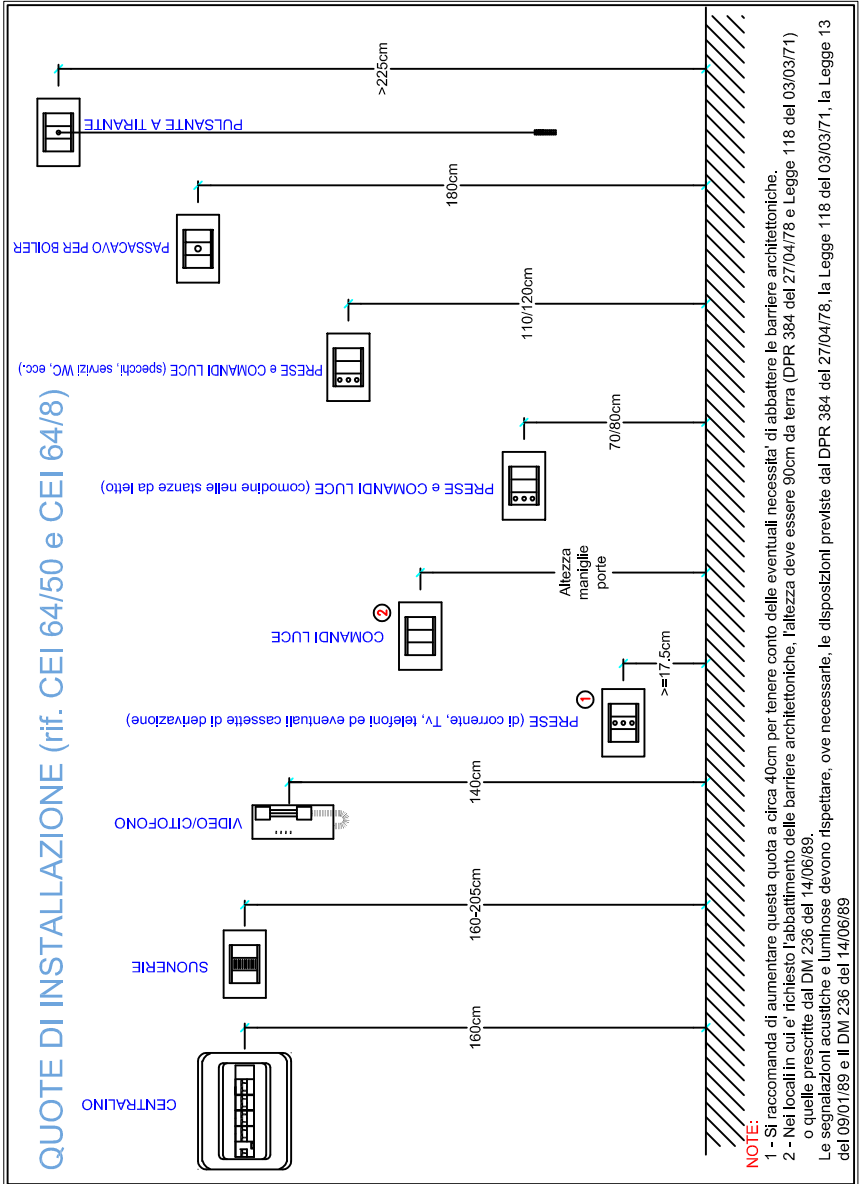 QUOTE DI INSTALLAZIONE (rif. CEI 64/50 e CEI 64/8)
CENTRALINO
160cm
SUONERIE
160-205cm
VIDEO/CITOFONO
140cm
PRESE (di corrente, Tv, telefoni ed eventuali cassette di derivazione)
1
>=17.5cm
COMANDI LUCE
2
Altezza
maniglie
porte
PRESE e COMANDI LUCE (comodine nelle stanze da letto)
70/80cm
PRESE e COMANDI LUCE (specchi, servizi WC, ecc.)
110/120cm
PASSACAVO PER BOILER
180cm
PULSANTE A TIRANTE
>225cm
NOTE:
1 - Si raccomanda di aumentare questa quota a circa 40cm per tenere conto delle eventuali necessita' di abbattere le barriere architettoniche.
2 - Nei locali in cui e' richiesto l'abbattimento delle barriere architettoniche, l'altezza deve essere 90cm da terra (DPR 384 del 27/04/78 e Legge 118 del 03/03/71)
o quelle prescritte dal DM 236 del 14/06/89.
Le segnalazioni acustiche e luminose devono rispettare, ove necessarie, le disposizioni previste dal DPR 384 del 27/04/78, la Legge 118 del 03/03/71, la Legge 13
del 09/01/89 e il DM 236 del 14/06/89